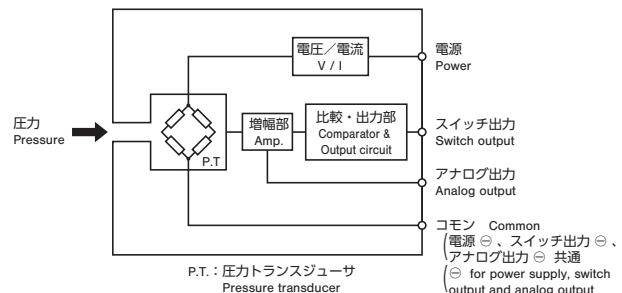 電圧／電流
V / I
電源
Power
圧力
Pressure
P.T
増幅部
Amp.
比較・出力部
Comparator &
Output circuit
スイッチ出力
Switch output
アナログ出力
Analog output
コモン Common
(電源 ⊖ 、スイッチ出力 ⊖ 、
アナログ出力 ⊖ 共通
(⊖ for power supply, switch
output and analog output
P.T.：圧力トランスジューサ
Pressure transducer